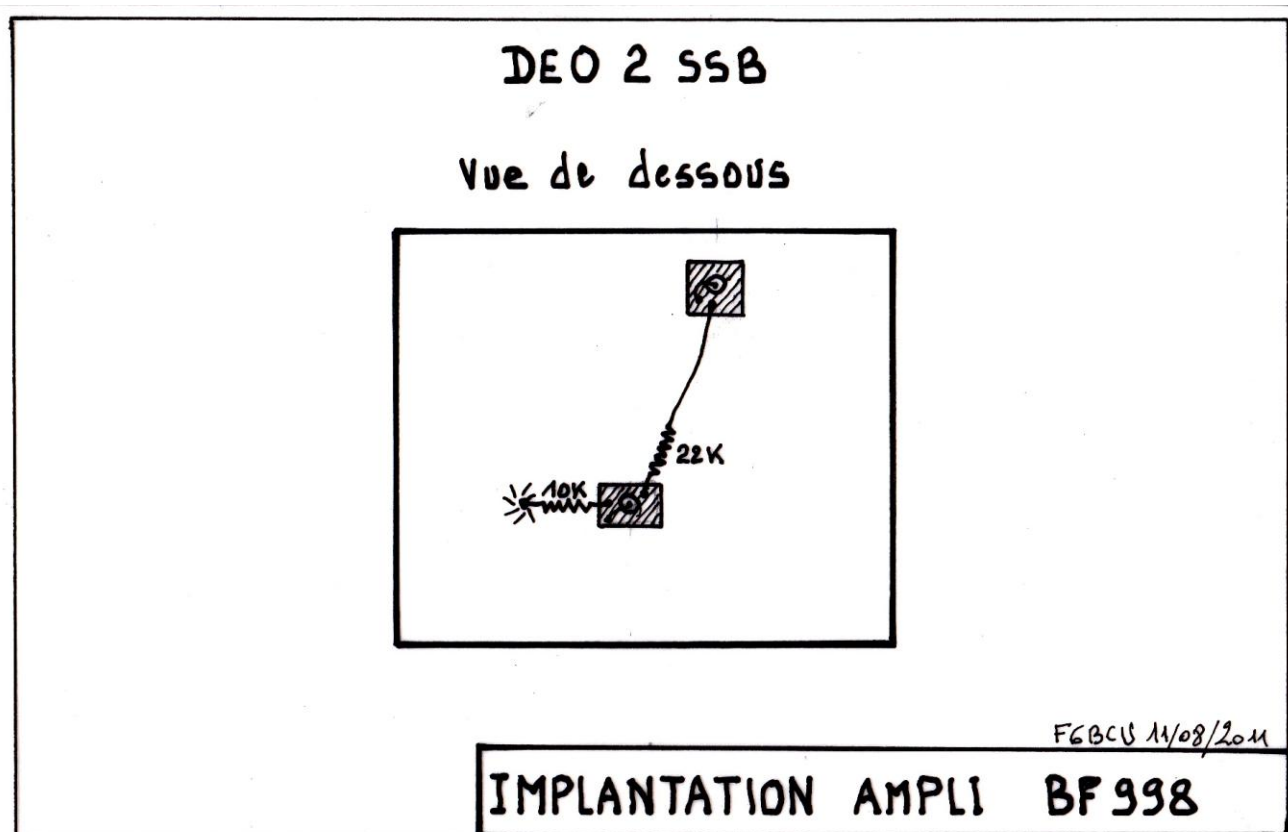 DEO 2 SSB
Vue de dessous
22K
10K
F6BCU 11/08/2011
IMPLANTATION AMPLI BF998